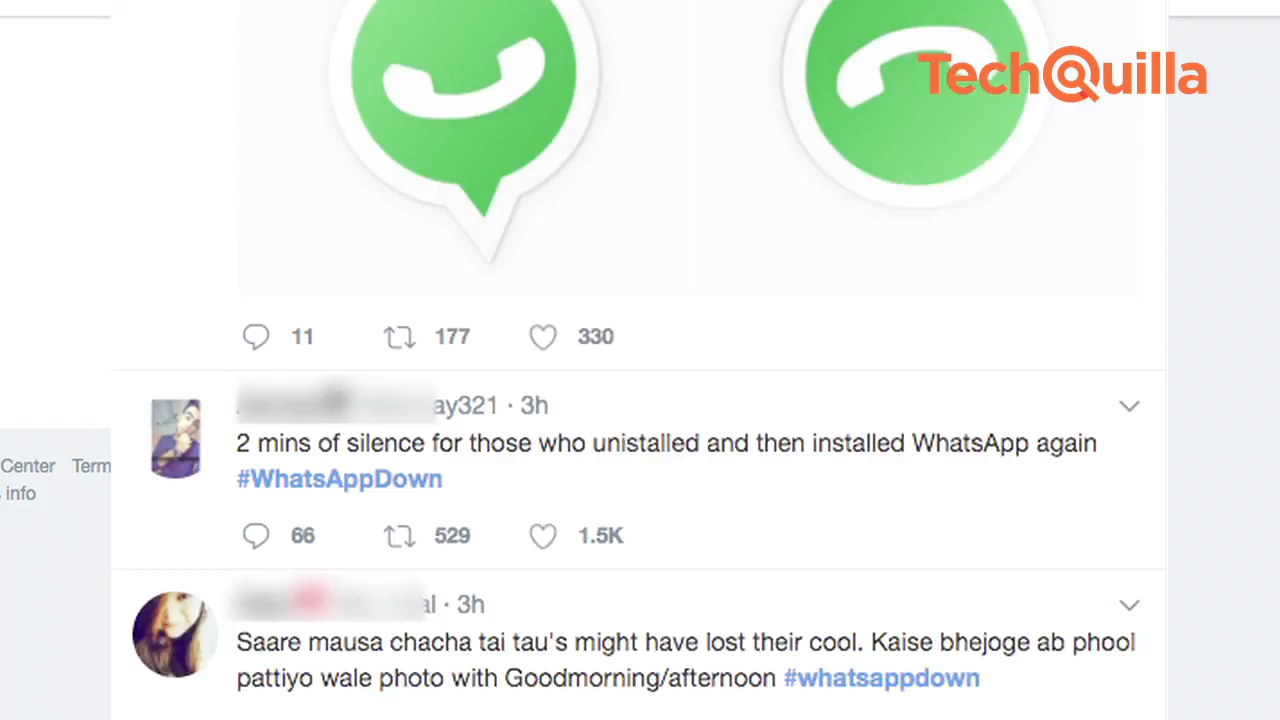 TechQuilla
11 177 330
ay321 · 3h
2 mins of silence for those who unistalled and then installed WhatsApp again
#WhatsAppDown
Center Term
info
66 529 1.5K
al · 3h
Saare mausa chacha tai tau's might have lost their cool. Kaise bhejoge ab phool
pattiyo wale photo with Goodmorning/afternoon #whatsappdown